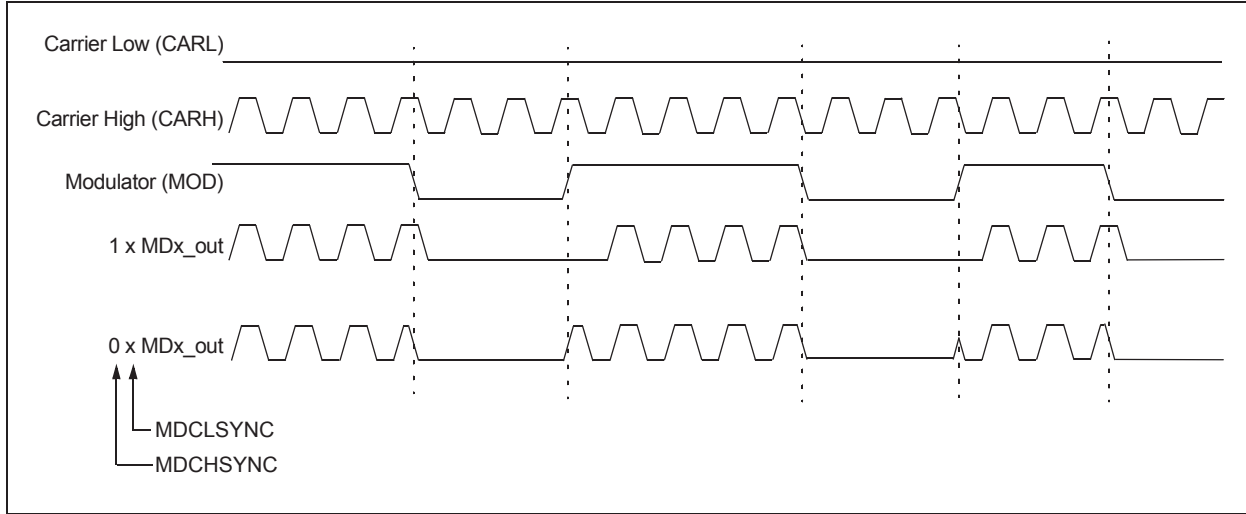 Carrier Low (CARL)
Carrier High (CARH)
Modulator (MOD)
1 x MDx_out
0 x MDx_out
MDCLSYNC
MDCHSYNC